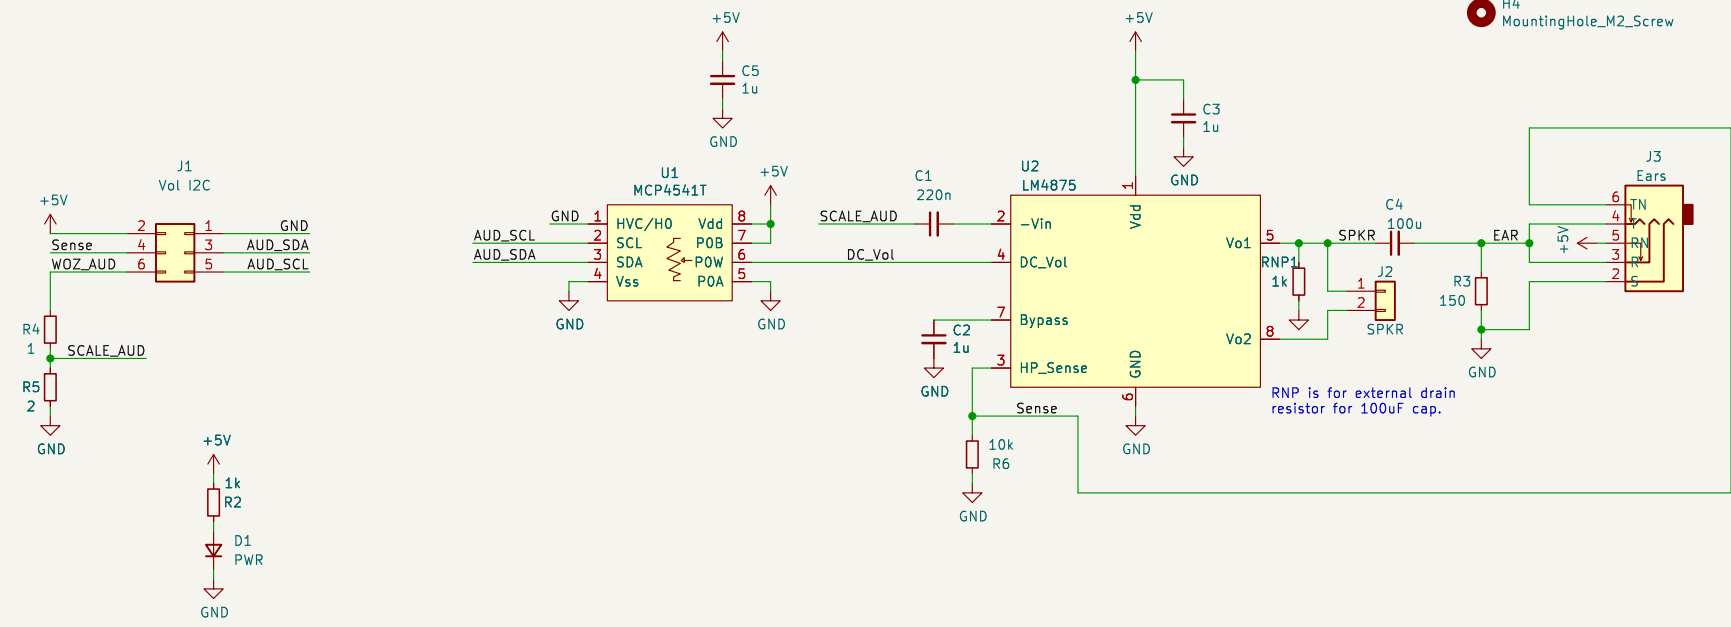 H4
MountingHole_M2_Screw
+5V
C5
1u
GND
+5V
C3
1u
GND
J1
Vol I2C
+5V
2
1
GND
Sense
4
3
AUD_SDA
WOZ_AUD
6
5
AUD_SCL
R4
1
SCALE_AUD
R5
2
GND
+5V
1k
R2
D1
PWR
GND
U1
MCP4541T
+5V
GND
1
HVC/H0
Vdd
8
AUD_SCL
2
SCL
P0B
7
AUD_SDA
3
SDA
P0W
6
DC_Vol
4
Vss
P0A
5
GND
GND
C1
220n
SCALE_AUD
U2
LM4875
1
Vdd
2
-Vin
4
DC_Vol
7
Bypass
3
HP_Sense
GND
6
GND
Vo1
5
Vo2
8
C2
1u
GND
Sense
10k
R6
GND
RNP1
1k
SPKR
C4
100u
J2
1
2
SPKR
RNP is for external drain
resistor for 100uF cap.
EAR
R3
150
GND
+5V
J3
Ears
6
TN
4
T
5
RN
3
R
2
S